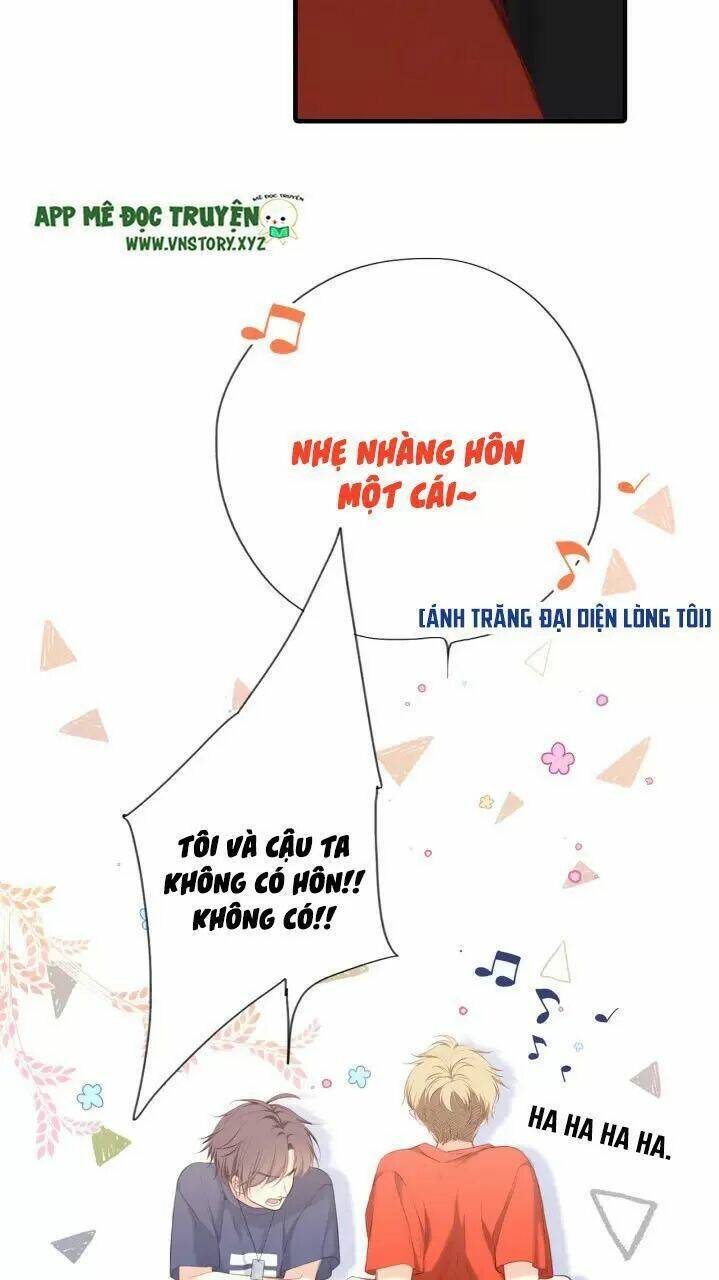 MÊ ĐỌC TRUYỆN
APP MÊ ĐỌC TRUYỆN
WWW.VNSTORY.XYZ
NHẸ NHÀNG HÔN
MỘT CÁI~
(ÁNH TRĂNG ĐẠI DIỆN LÒNG TÔI)
TÔI VÀ CẬU TA
KHÔNG CÓ HÔN!!
KHÔNG CÓ!!
HA HA HA HA.